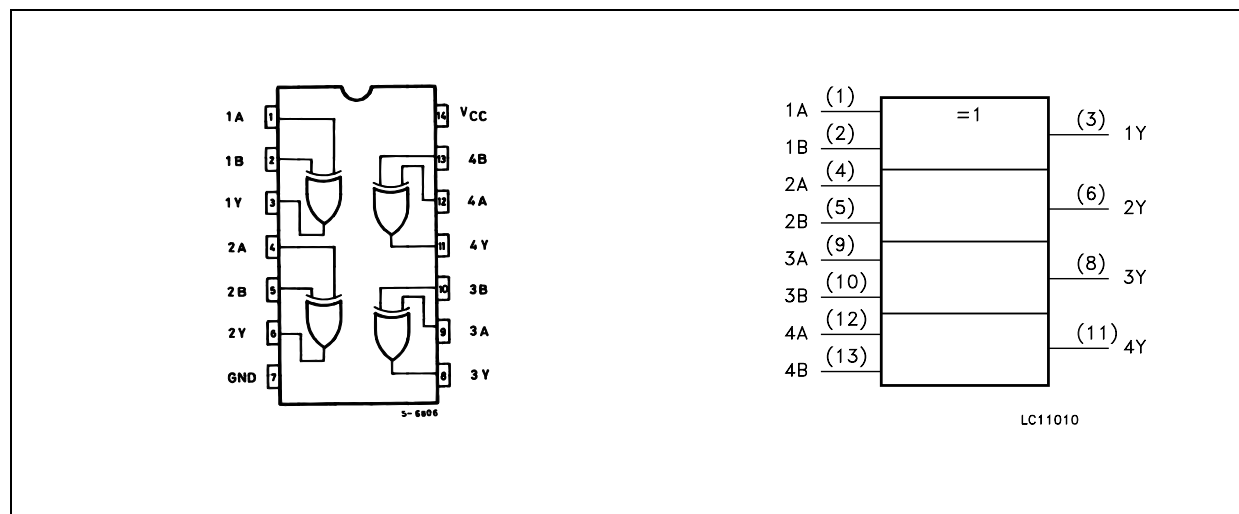 1A 1 14 VCC
1B 2 13 4B
1Y 3 12 4A
2A 4 11 4Y
2B 5 10 3B
2Y 6 9 3A
GND 7 8 3Y
S-6806
=1
1A (1)
1B (2)
2A (4)
2B (5)
3A (9)
3B (10)
4A (12)
4B (13)
(3) 1Y
(6) 2Y
(8) 3Y
(11) 4Y
LC11010